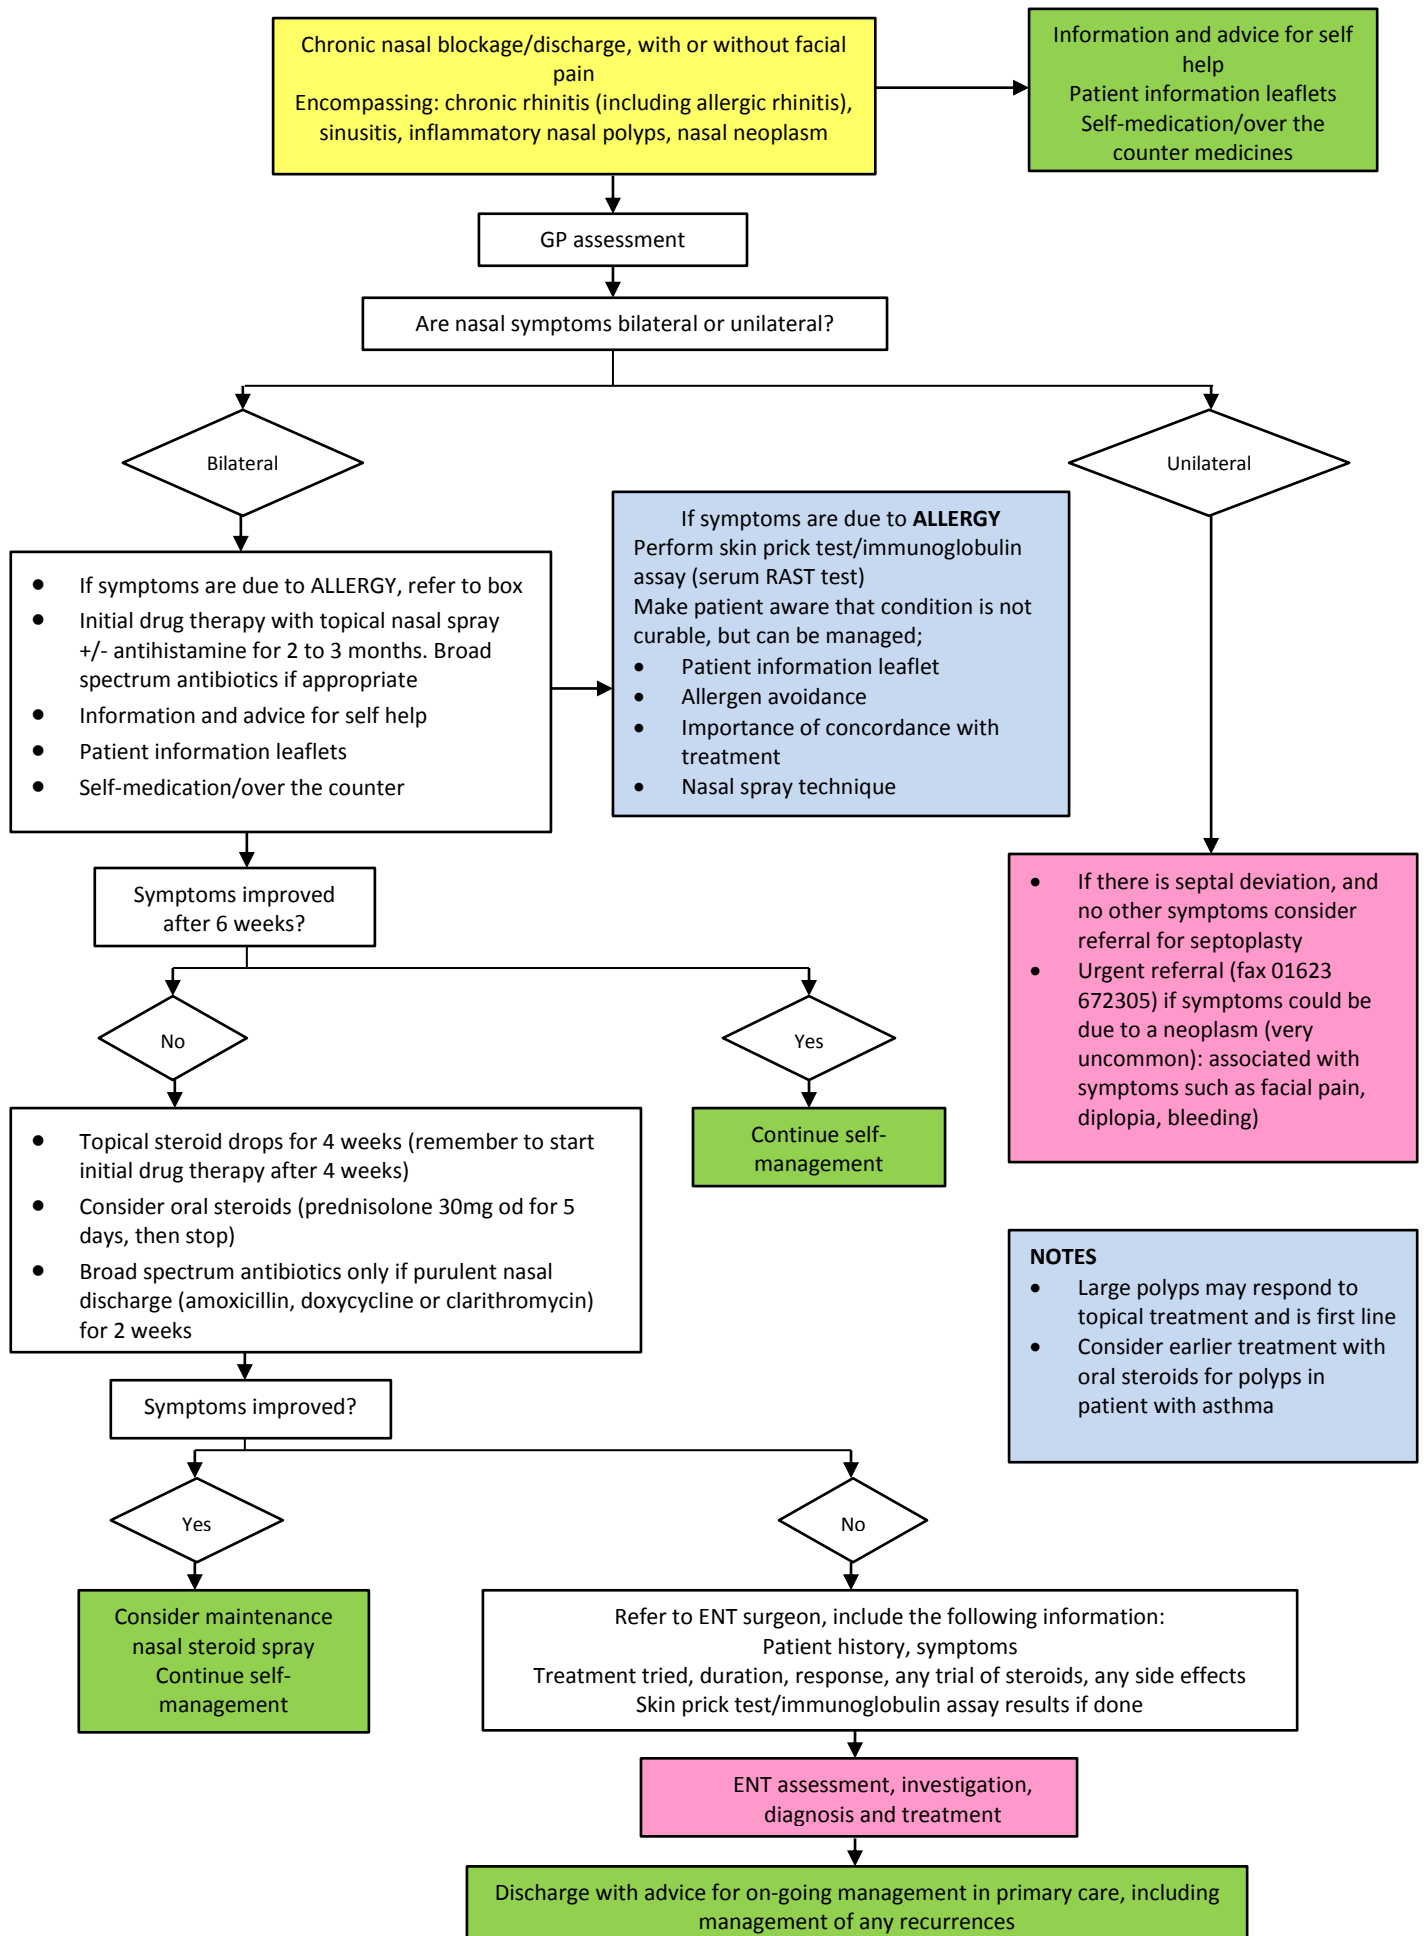 Chronic nasal blockage/discharge, with or without facial
pain
Encompassing: chronic rhinitis (including allergic rhinitis),
sinusitis, inflammatory nasal polyps, nasal neoplasm
Information and advice for self
help
Patient information leaflets
Self-medication/over the
counter medicines
GP assessment
Are nasal symptoms bilateral or unilateral?
Bilateral
Unilateral
• If symptoms are due to ALLERGY, refer to box
• Initial drug therapy with topical nasal spray
+/- antihistamine for 2 to 3 months. Broad
spectrum antibiotics if appropriate
• Information and advice for self help
• Patient information leaflets
• Self-medication/over the counter
If symptoms are due to ALLERGY
Perform skin prick test/immunoglobulin
assay (serum RAST test)
Make patient aware that condition is not
curable, but can be managed;
• Patient information leaflet
• Allergen avoidance
• Importance of concordance with
treatment
• Nasal spray technique
• If there is septal deviation, and
no other symptoms consider
referral for septoplasty
• Urgent referral (fax 01623
672305) if symptoms could be
due to a neoplasm (very
uncommon): associated with
symptoms such as facial pain,
diplopia, bleeding)
Symptoms improved
after 6 weeks?
No
Yes
• Topical steroid drops for 4 weeks (remember to start
initial drug therapy after 4 weeks)
• Consider oral steroids (prednisolone 30mg od for 5
days, then stop)
• Broad spectrum antibiotics only if purulent nasal
discharge (amoxicillin, doxycycline or clarithromycin)
for 2 weeks
Continue self-
management
NOTES
• Large polyps may respond to
topical treatment and is first line
• Consider earlier treatment with
oral steroids for polyps in
patient with asthma
Symptoms improved?
Yes
No
Consider maintenance
nasal steroid spray
Continue self-
management
Refer to ENT surgeon, include the following information:
Patient history, symptoms
Treatment tried, duration, response, any trial of steroids, any side effects
Skin prick test/immunoglobulin assay results if done
ENT assessment, investigation,
diagnosis and treatment
Discharge with advice for on-going management in primary care, including
management of any recurrences